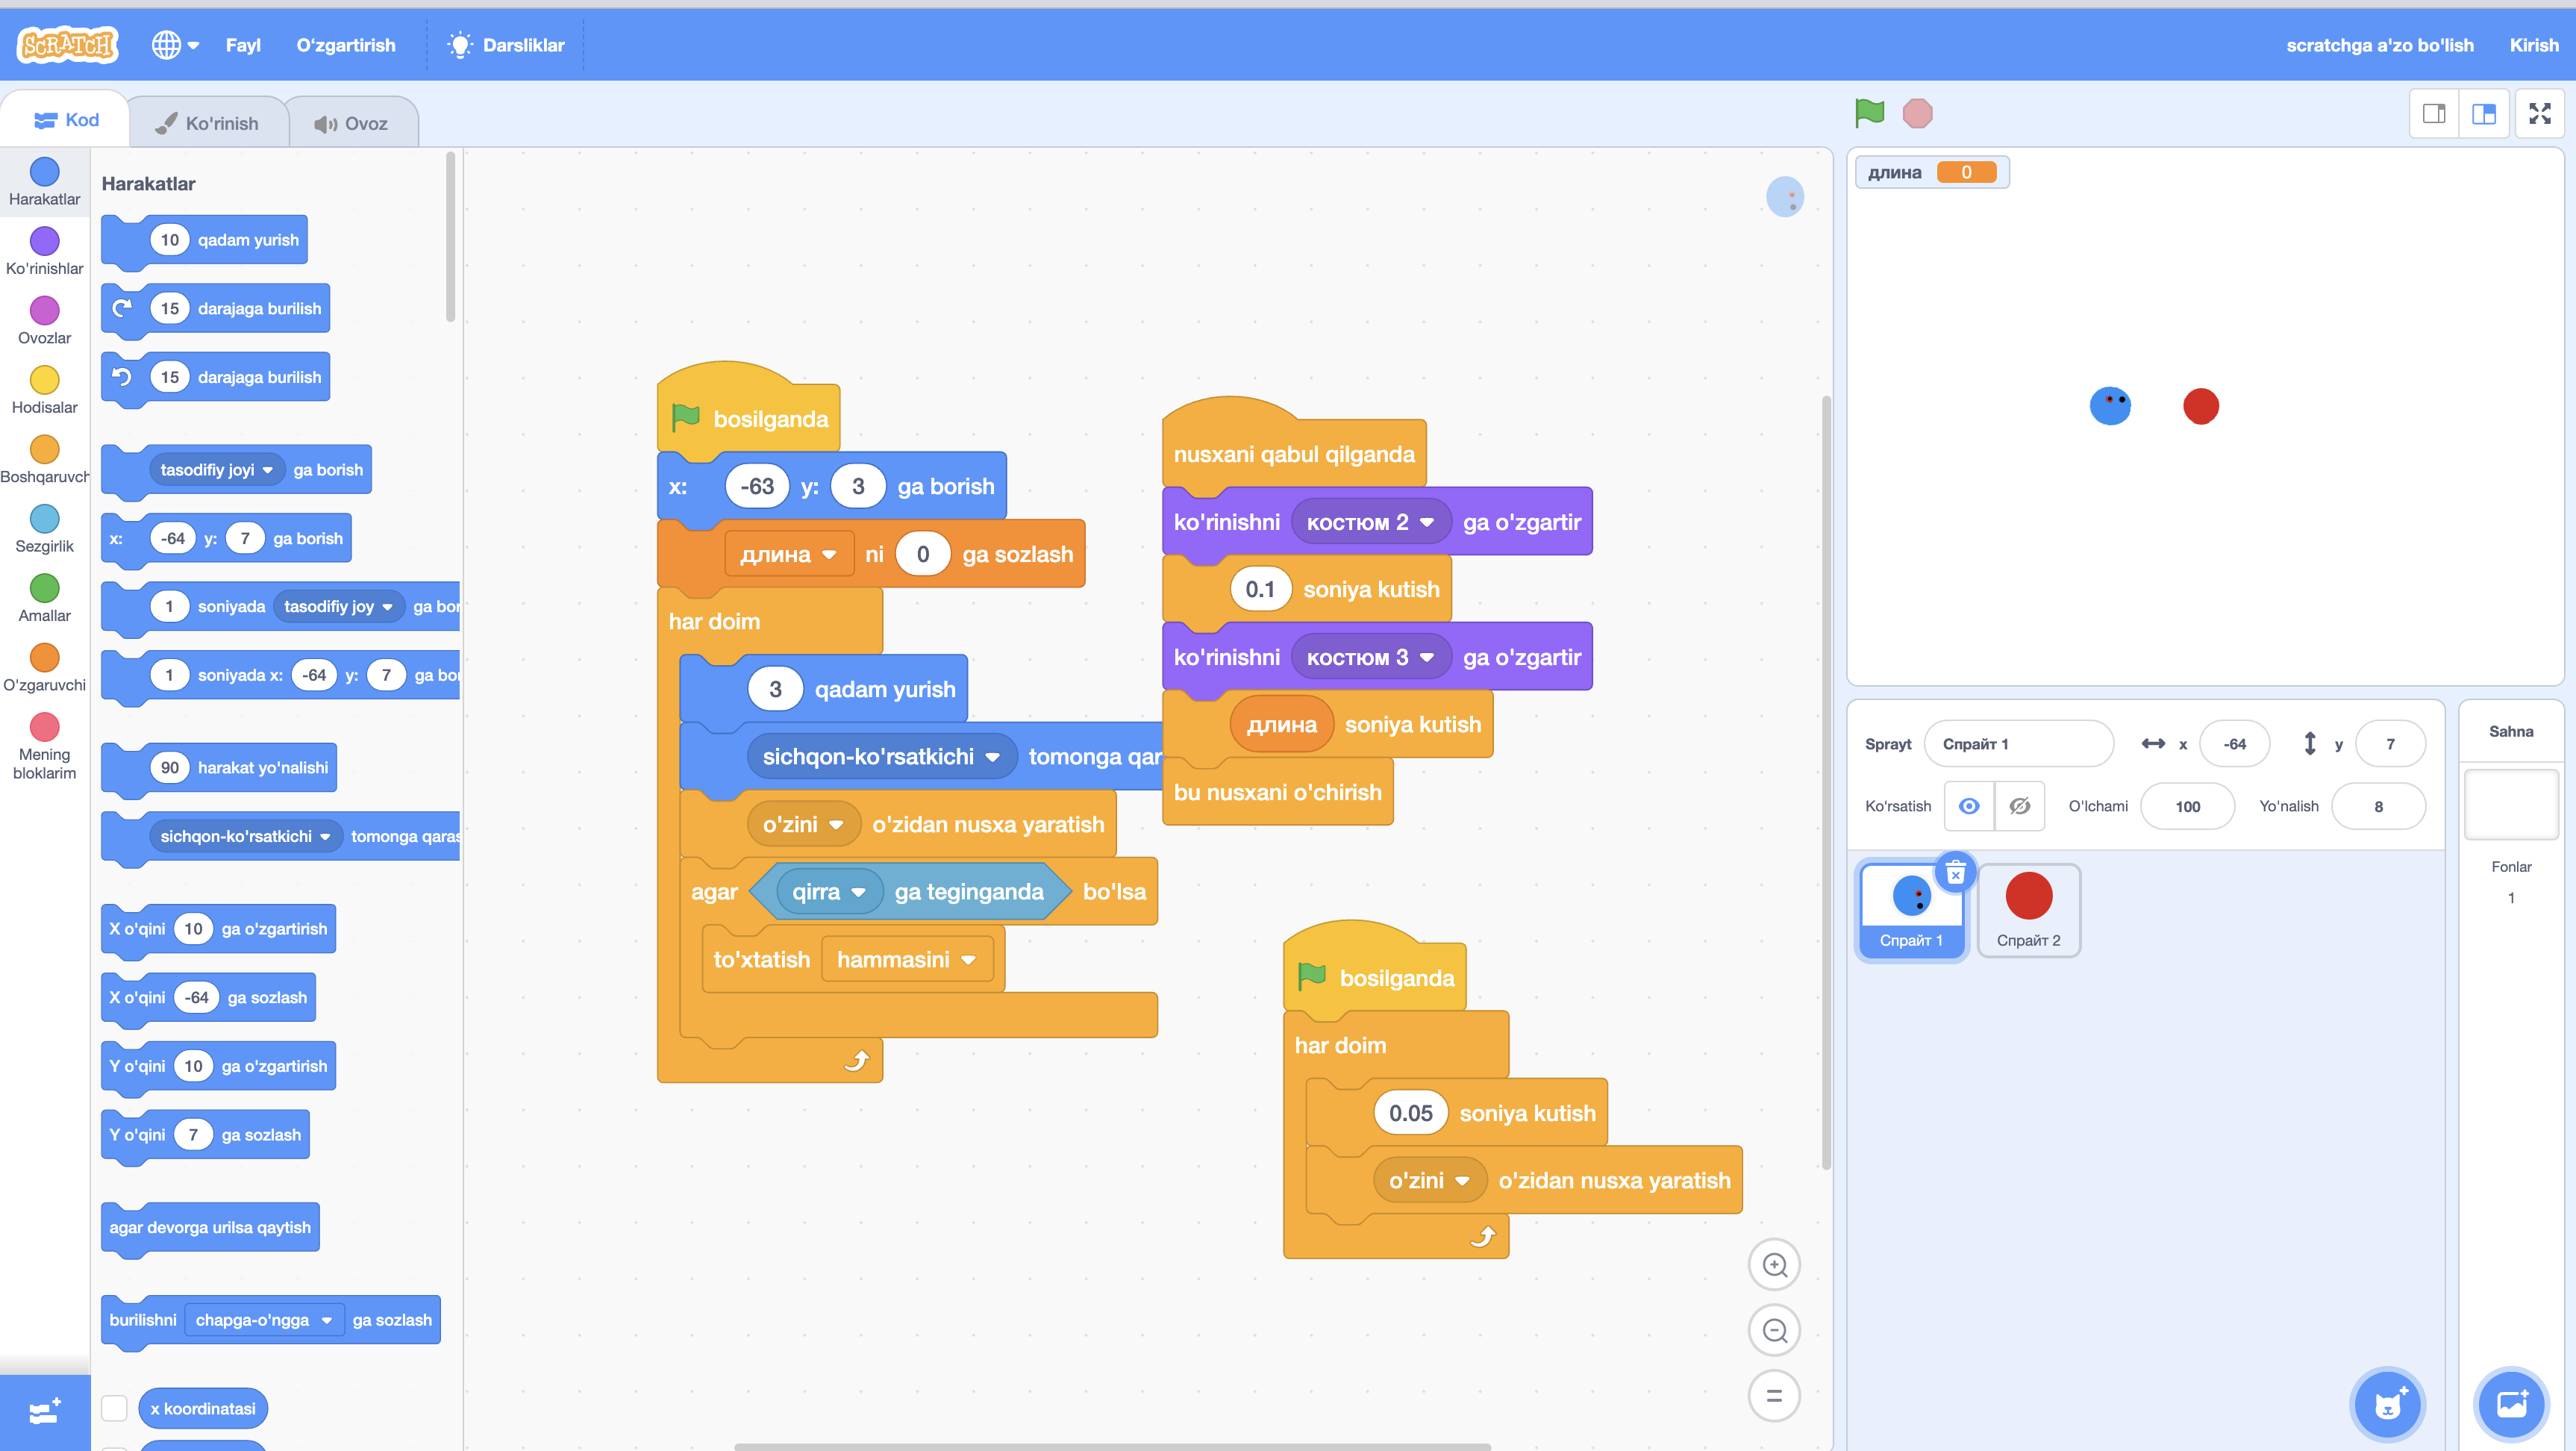 SCRATCH
Fayl
O'zgartirish
Darsliklar
scratchga a'zo bo'lish
Kirish
Kod
Ko'rinish
Ovoz
Harakatlar
Ko'rinishlar
Ovozlar
Hodisalar
Boshqaruvch
Sezgirlik
Amallar
O'zgaruvchi
Mening
bloklarim
Harakatlar
10 qadam yurish
15 darajaga burilish
15 darajaga burilish
tasodifiy joyi ga borish
x: -64 y: 7 ga borish
1 soniyada tasodifiy joy ga bor
1 soniyada x: -64 y: 7 ga bor
90 harakat yo'nalishi
sichqon-ko'rsatkichi tomonga qaras
X o'qini 10 ga o'zgartirish
X o'qini -64 ga sozlash
Y o'qini 10 ga o'zgartirish
Y o'qini 7 ga sozlash
agar devorga urilsa qaytish
burilishni chapga-o'ngga ga sozlash
x koordinatasi
bosilganda
x: -63 y: 3 ga borish
длина ni 0 ga sozlash
har doim
3 qadam yurish
sichqon-ko'rsatkichi tomonga qar
o'zini o'zidan nusxa yaratish
agar qirra ga teginganda bo'lsa
to'xtatish hammasini
nusxani qabul qilganda
ko'rinishni костюм 2 ga o'zgartir
0.1 soniya kutish
ko'rinishni костюм 3 ga o'zgartir
длина soniya kutish
bu nusxani o'chirish
bosilganda
har doim
0.05 soniya kutish
o'zini o'zidan nusxa yaratish
длина 0
Sprayt Спрайт 1 x -64 y 7
Ko'rsatish O'lchami 100 Yo'nalish 8
Спрайт 1
Спрайт 2
Sahna
Fonlar
1